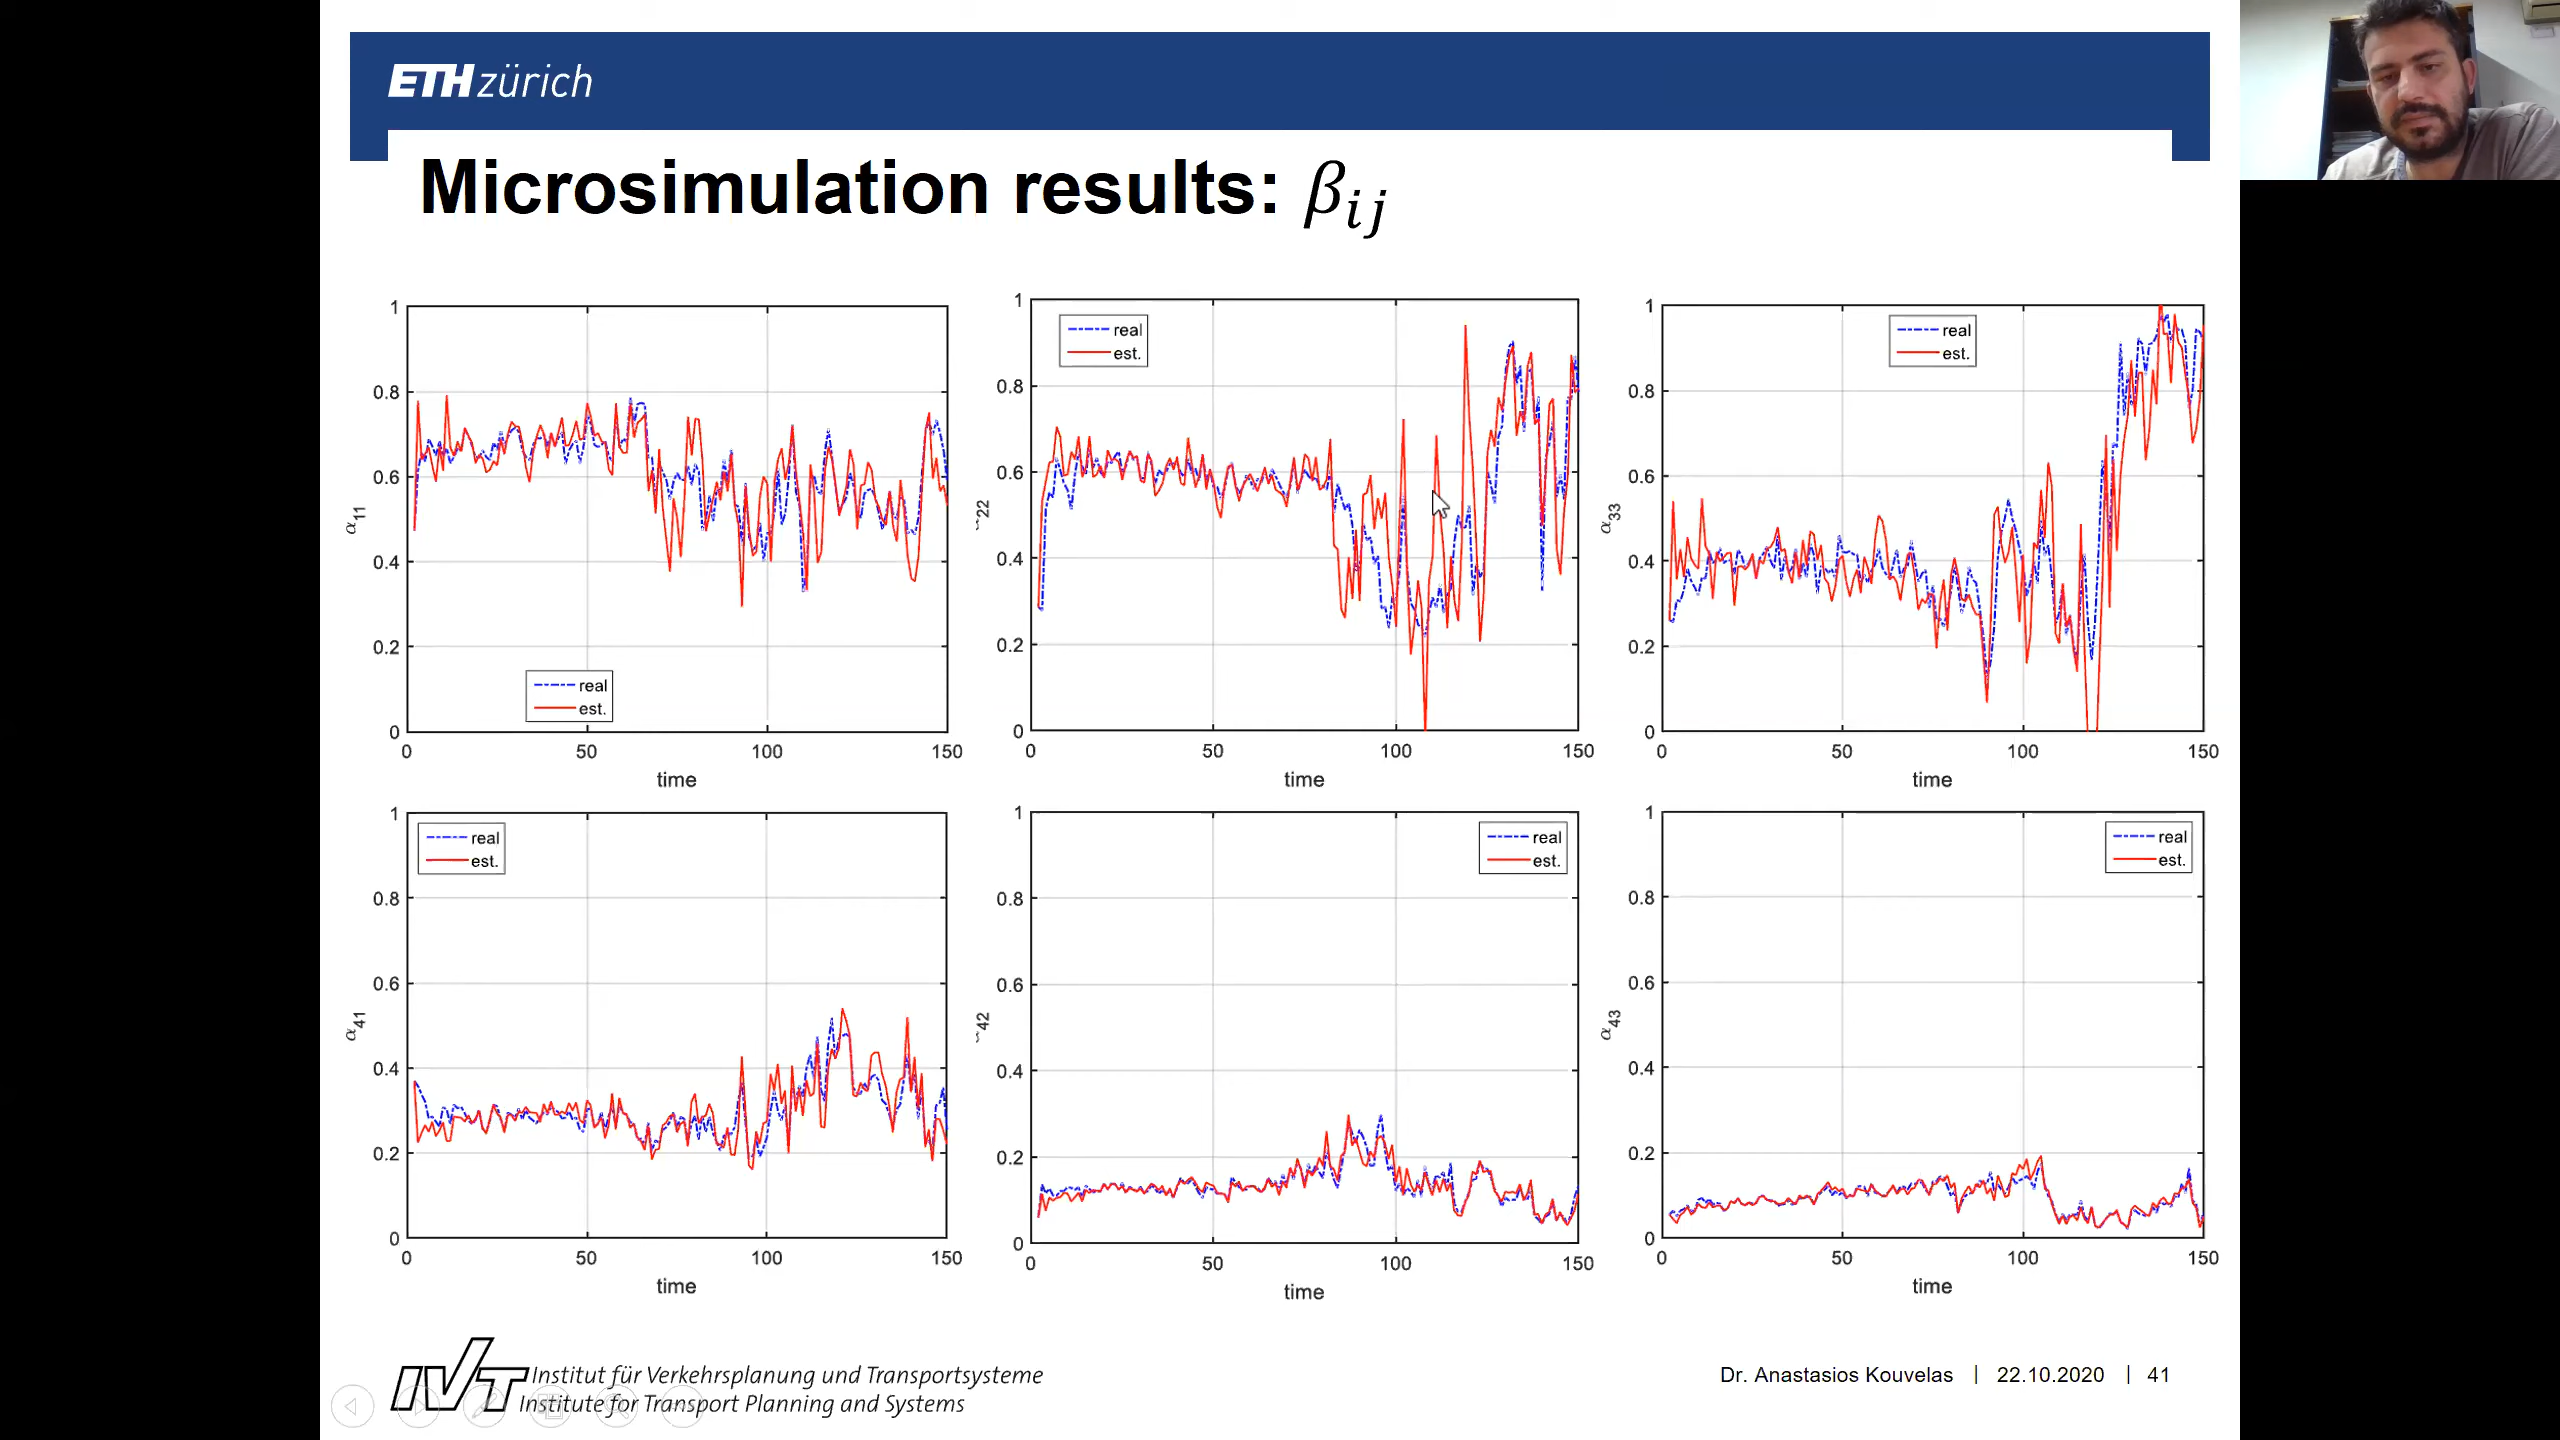 ETH zürich
Microsimulation results: βij
1
0.8
0.6
0.4
0.2
0
α11
real
est.
0
50
100
150
time
1
0.8
0.6
0.4
0.2
0
22
real
est.
0
50
100
150
time
1
0.8
0.6
0.4
0.2
0
α33
real
est.
0
50
100
150
time
1
0.8
0.6
0.4
0.2
0
α41
real
est.
0
50
100
150
time
1
0.8
0.6
0.4
0.2
0
42
real
est.
0
50
100
150
time
1
0.8
0.6
0.4
0.2
0
α43
real
est.
0
50
100
150
time
IVT Institut für Verkehrsplanung und Transportsysteme
Institute for Transport Planning and Systems
Dr. Anastasios Kouvelas | 22.10.2020 | 41